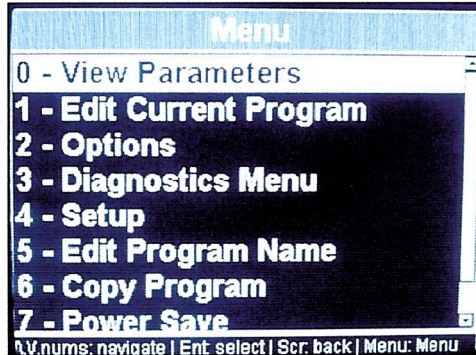 Menu
0 - View Parameters
1 - Edit Current Program
2 - Options
3 - Diagnostics Menu
4 - Setup
5 - Edit Program Name
6 - Copy Program
7 - Power Save
Λ,V,nums: navigate | Ent: select | Scr: back | Menu: Menu